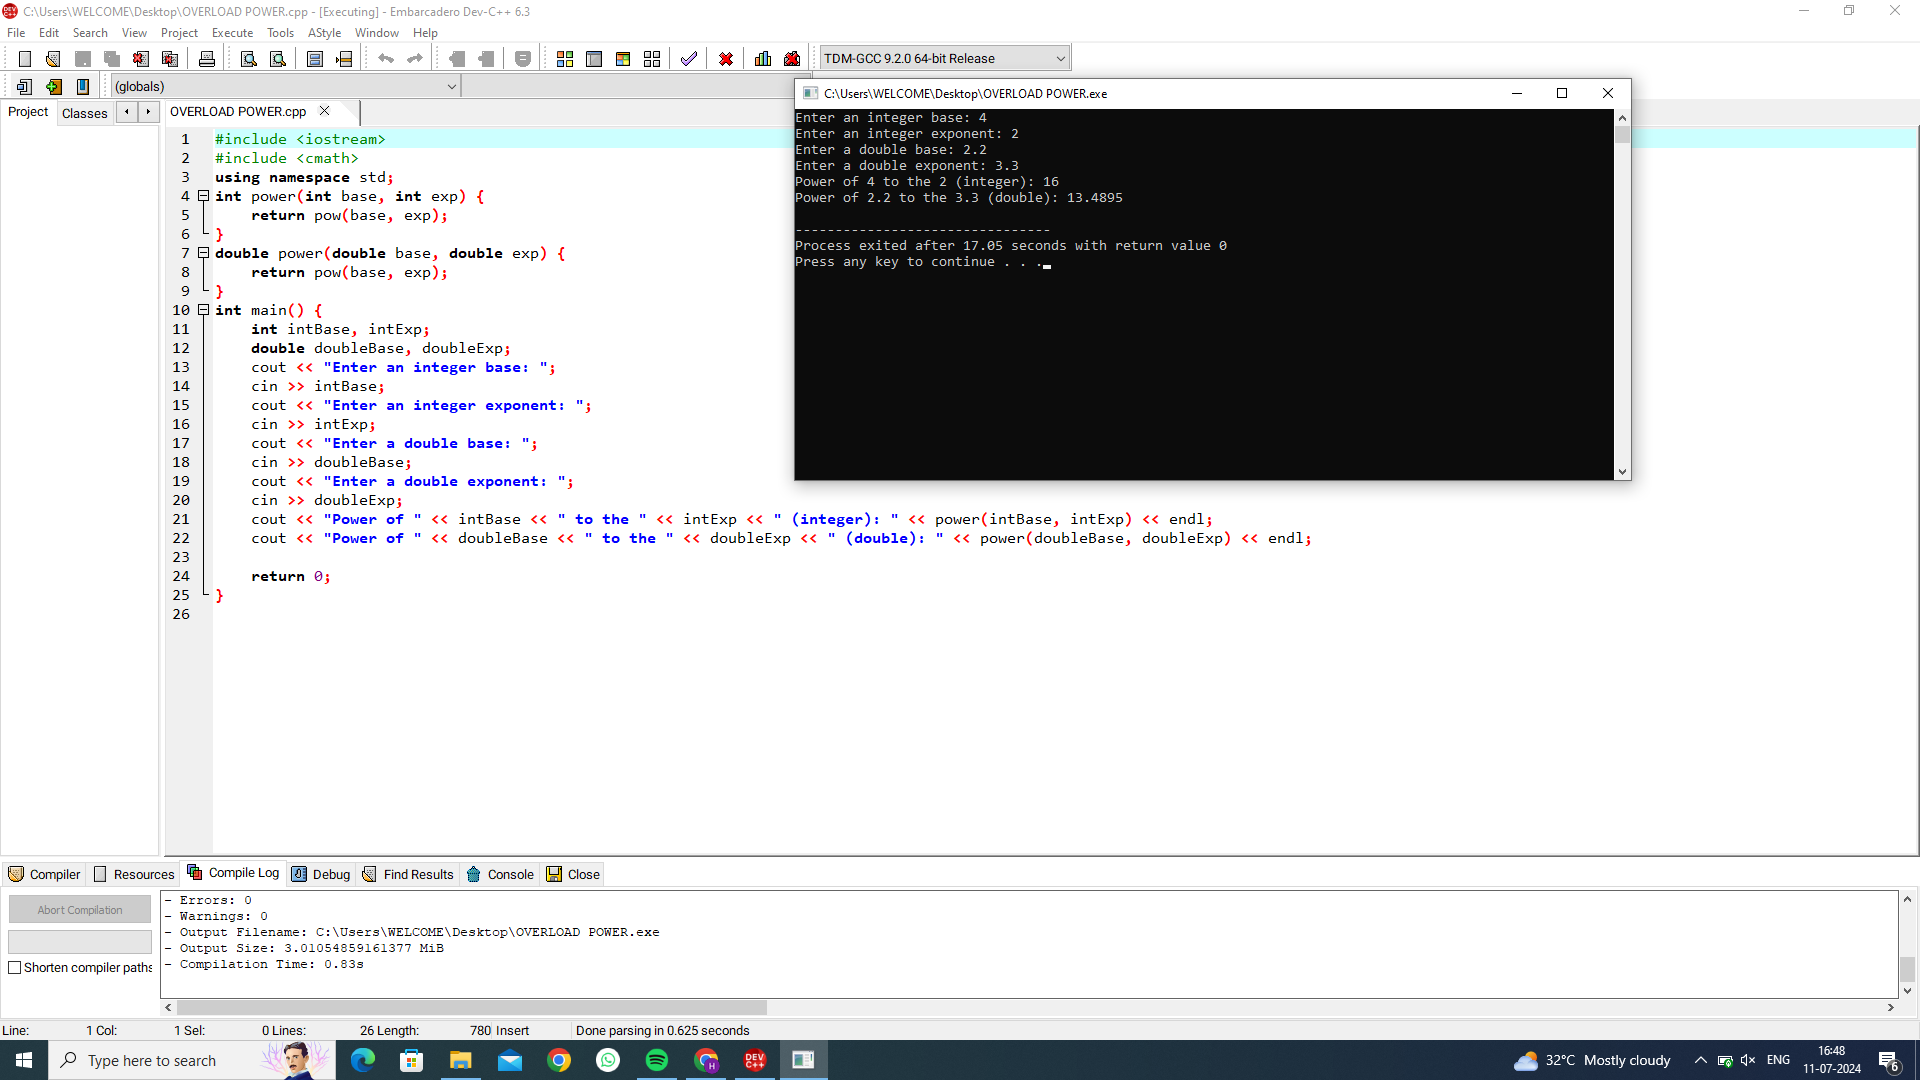 C:\Users\WELCOME\Desktop\OVERLOAD POWER.cpp - [Executing] - Embarcadero Dev-C++ 6.3
File Edit Search View Project Execute Tools AStyle Window Help
TDM-GCC 9.2.0 64-bit Release
(globals)
Project Classes
OVERLOAD POWER.cpp
1 #include <iostream>
2 #include <cmath>
3 using namespace std;
4 int power(int base, int exp) {
5     return pow(base, exp);
6 }
7 double power(double base, double exp) {
8     return pow(base, exp);
9 }
10 int main() {
11     int intBase, intExp;
12     double doubleBase, doubleExp;
13     cout << "Enter an integer base: ";
14     cin >> intBase;
15     cout << "Enter an integer exponent: ";
16     cin >> intExp;
17     cout << "Enter a double base: ";
18     cin >> doubleBase;
19     cout << "Enter a double exponent: ";
20     cin >> doubleExp;
21     cout << "Power of " << intBase << " to the " << intExp << " (integer): " << power(intBase, intExp) << endl;
22     cout << "Power of " << doubleBase << " to the " << doubleExp << " (double): " << power(doubleBase, doubleExp) << endl;
23
24     return 0;
25 }
26
C:\Users\WELCOME\Desktop\OVERLOAD POWER.exe
Enter an integer base: 4
Enter an integer exponent: 2
Enter a double base: 2.2
Enter a double exponent: 3.3
Power of 4 to the 2 (integer): 16
Power of 2.2 to the 3.3 (double): 13.4895
--------------------------------
Process exited after 17.05 seconds with return value 0
Press any key to continue . . .
Compiler Resources Compile Log Debug Find Results Console Close
Abort Compilation
Shorten compiler paths
- Errors: 0
- Warnings: 0
- Output Filename: C:\Users\WELCOME\Desktop\OVERLOAD POWER.exe
- Output Size: 3.01054859161377 MiB
- Compilation Time: 0.83s
Line: 1 Col: 1 Sel: 0 Lines: 26 Length: 780 Insert Done parsing in 0.625 seconds
Type here to search
DEV C++
H
32°C Mostly cloudy
ENG
16:48
11-07-2024
6